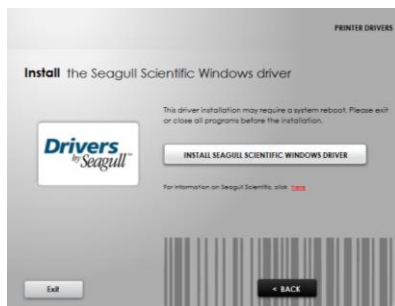 PRINTER DRIVERS
Install the Seagull Scientific Windows driver
This driver installation may require a system reboot. Please exit
or close all programs before the installation.
Drivers
by Seagull™
INSTALL SEAGULL SCIENTIFIC WINDOWS DRIVER
For information on Seagull Scientific, click here
Exit
< BACK